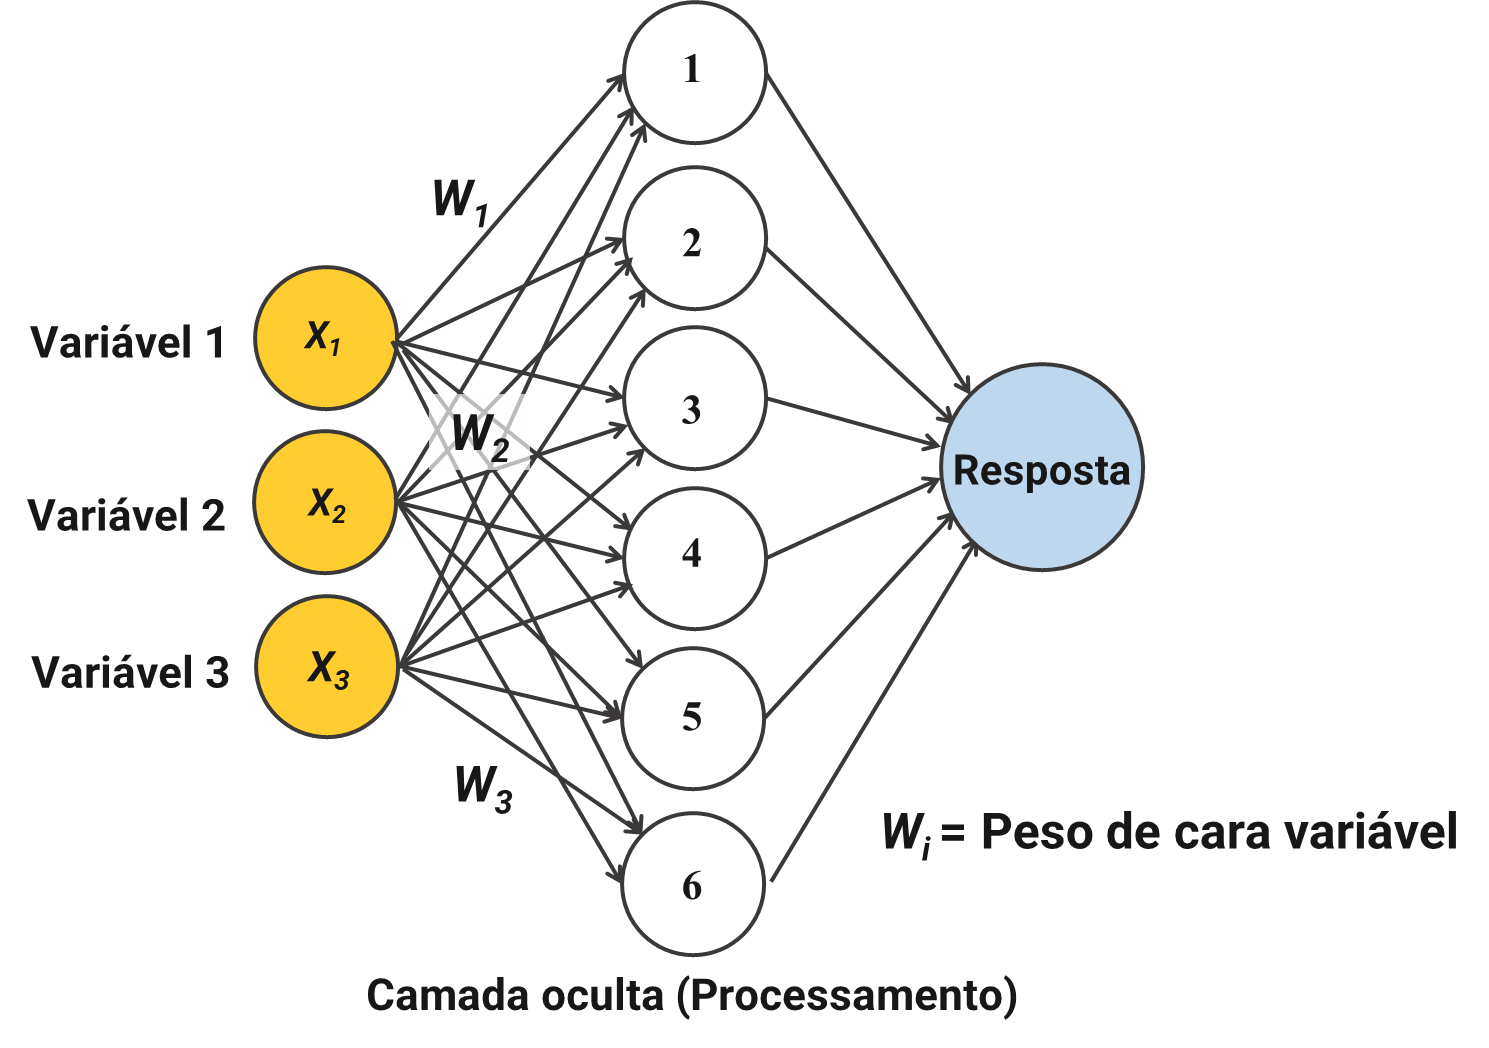 1
W1
2
Variável 1
X1
3
W2
Resposta
Variável 2
X2
4
Variável 3
X3
5
W3
Wi = Peso de cara variável
6
Camada oculta (Processamento)